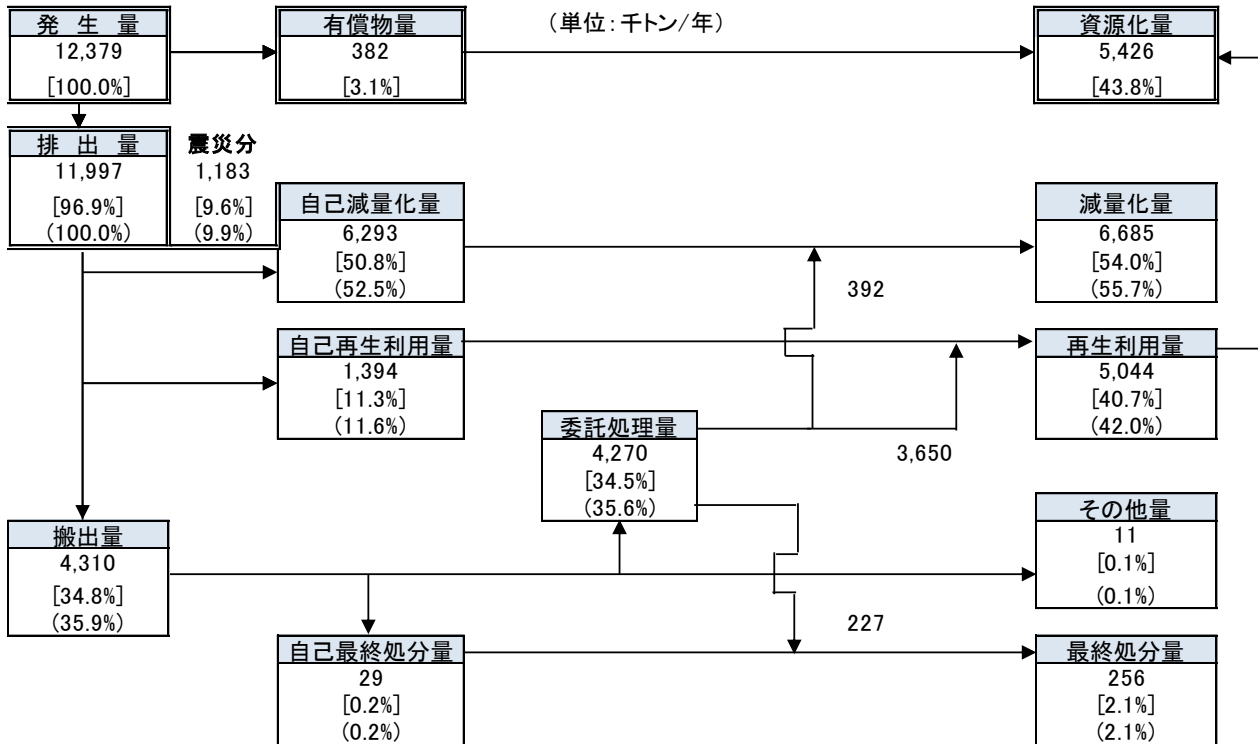 発 生 量
12,379
[100.0%]
有償物量
382
[3.1%]
（単位:千トン/年）
資源化量
5,426
[43.8%]
排 出 量
11,997
[96.9%]
(100.0%)
震災分
1,183
[9.6%]
(9.9%)
自己減量化量
6,293
[50.8%]
(52.5%)
減量化量
6,685
[54.0%]
(55.7%)
392
自己再生利用量
1,394
[11.3%]
(11.6%)
再生利用量
5,044
[40.7%]
(42.0%)
委託処理量
4,270
[34.5%]
(35.6%)
3,650
搬出量
4,310
[34.8%]
(35.9%)
その他量
11
[0.1%]
(0.1%)
227
自己最終処分量
29
[0.2%]
(0.2%)
最終処分量
256
[2.1%]
(2.1%)